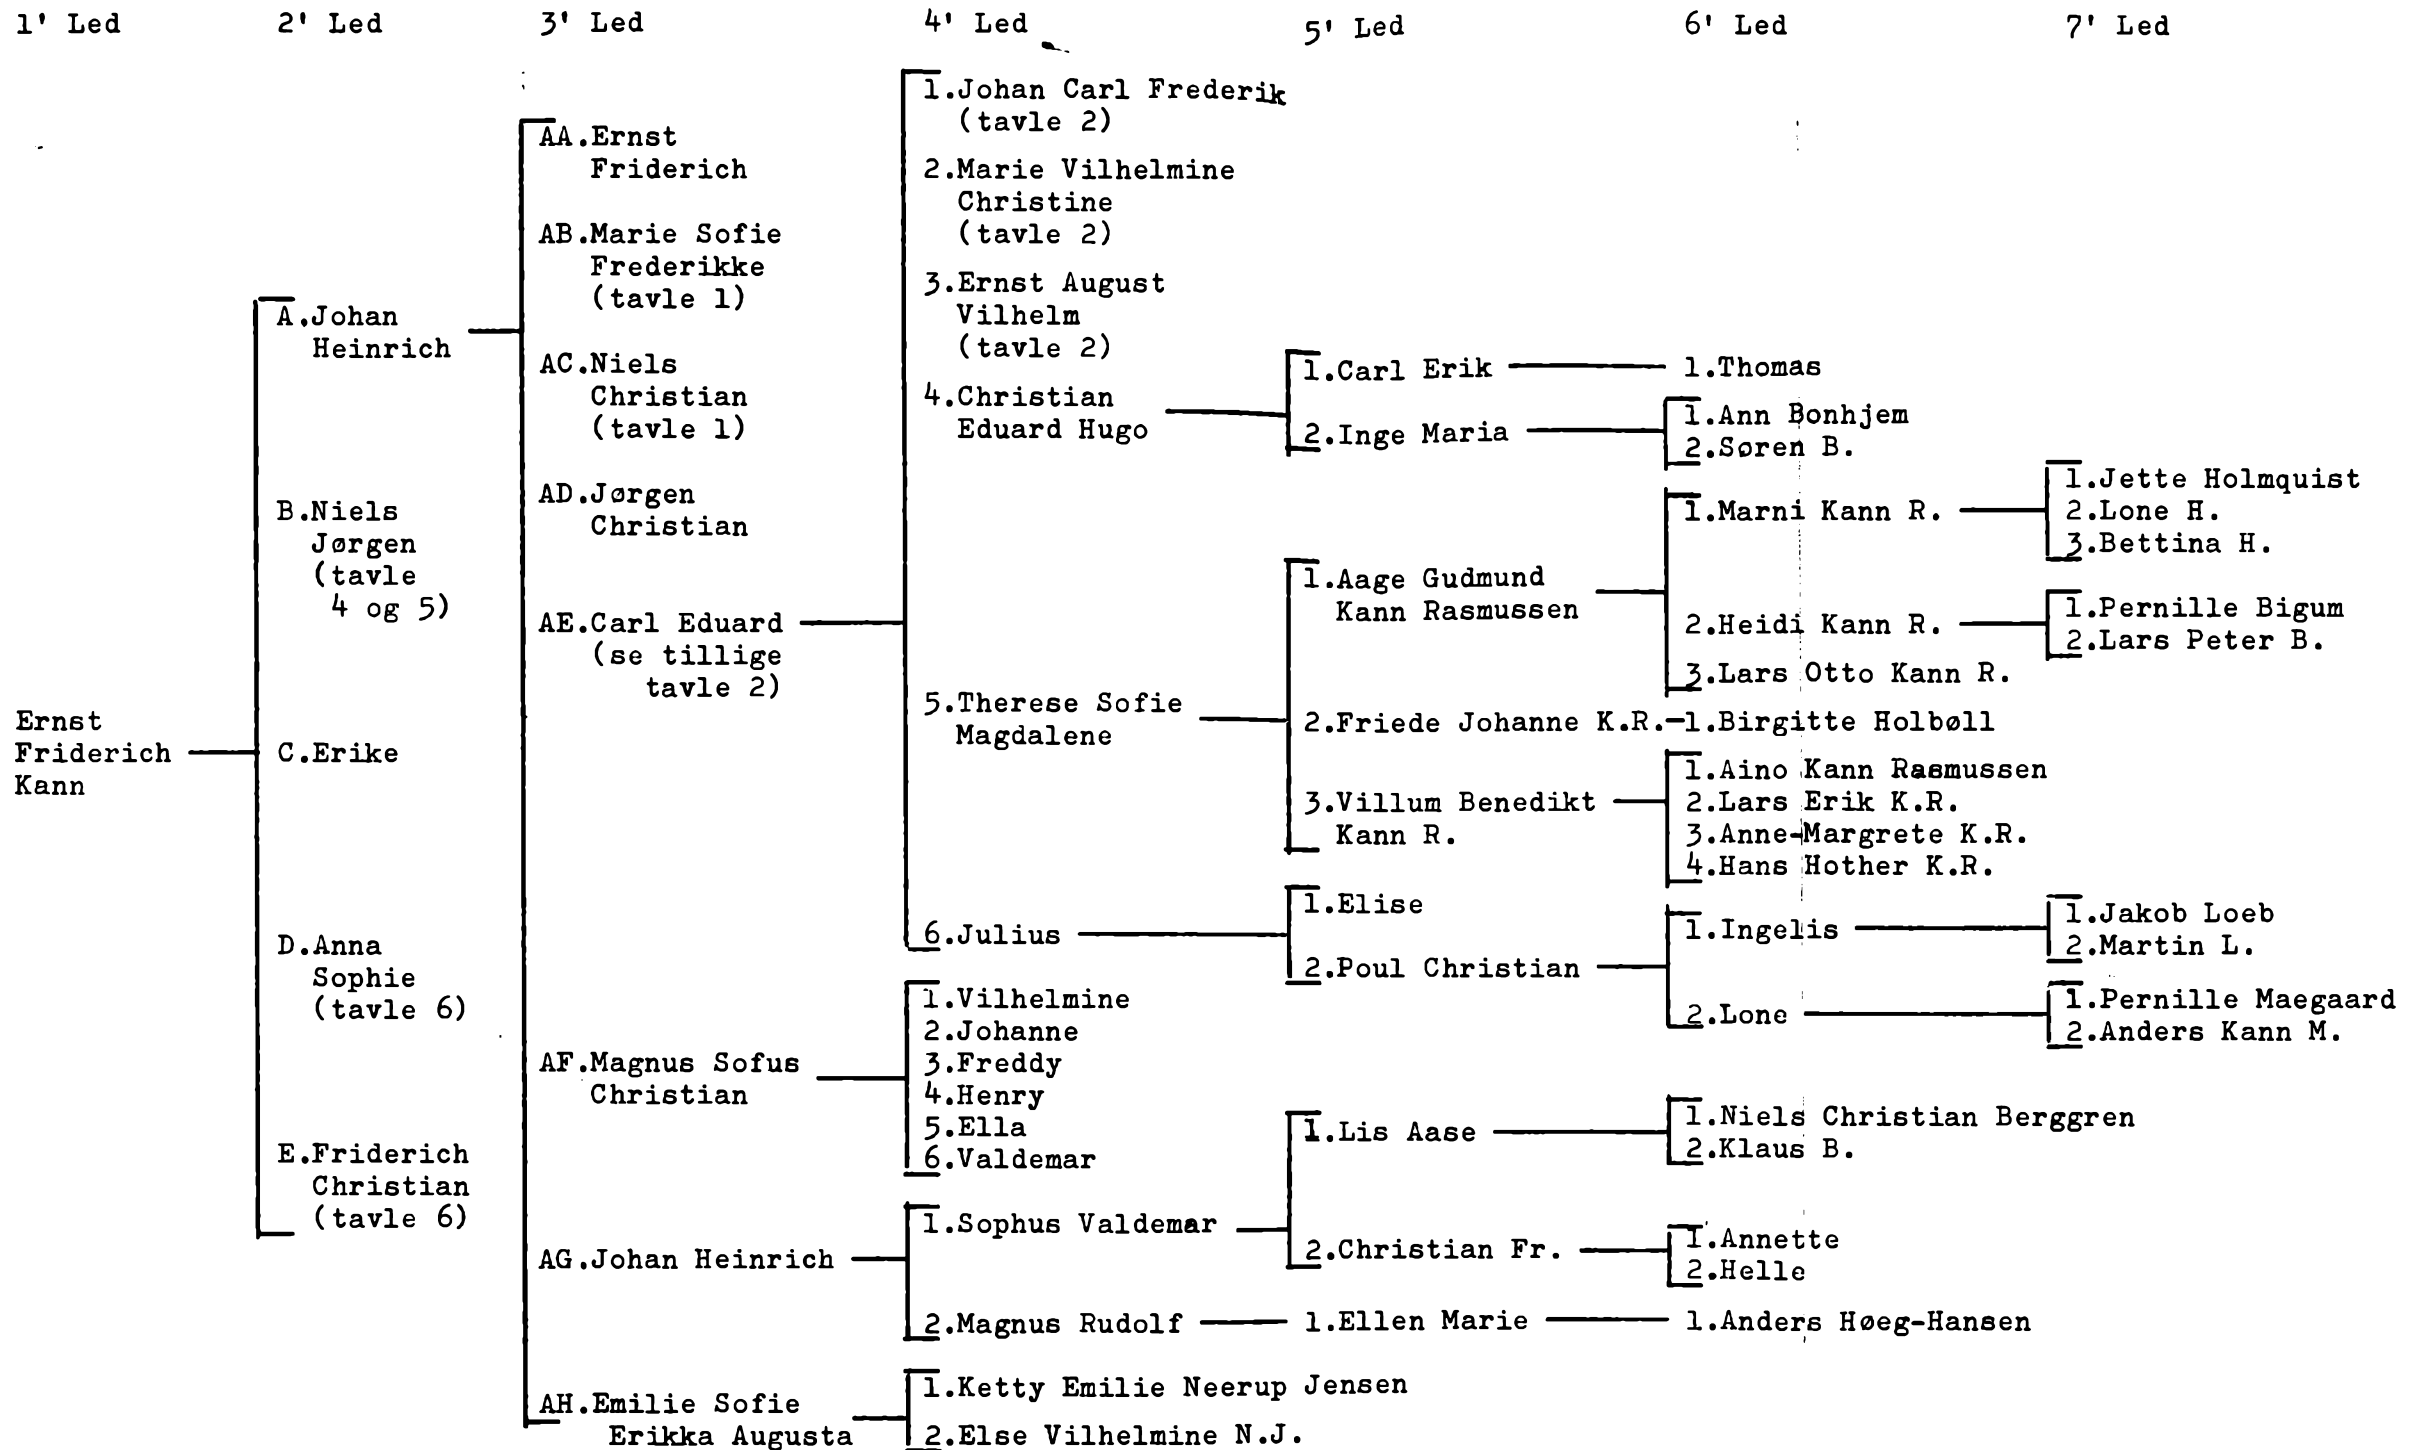 1' Led
2' Led
3' Led
4' Led
5' Led
6' Led
7' Led
Ernst
Friderich
Kann
A.Johan
Heinrich
B.Niels
Jørgen
(tavle
4 og 5)
C.Erike
D.Anna
Sophie
(tavle 6)
E.Friderich
Christian
(tavle 6)
AA.Ernst
Friderich
AB.Marie Sofie
Frederikke
(tavle 1)
AC.Niels
Christian
(tavle 1)
AD.Jørgen
Christian
AE.Carl Eduard
(se tillige
tavle 2)
AF.Magnus Sofus
Christian
AG.Johan Heinrich
AH.Emilie Sofie
Erikka Augusta
1.Johan Carl Frederik
(tavle 2)
2.Marie Vilhelmine
Christine
(tavle 2)
3.Ernst August
Vilhelm
(tavle 2)
4.Christian
Eduard Hugo
5.Therese Sofie
Magdalene
6.Julius
1.Vilhelmine
2.Johanne
3.Freddy
4.Henry
5.Ella
6.Valdemar
1.Sophus Valdemar
2.Magnus Rudolf
1.Ketty Emilie Neerup Jensen
2.Else Vilhelmine N.J.
1.Carl Erik
2.Inge Maria
1.Aage Gudmund
Kann Rasmussen
2.Friede Johanne K.R.
3.Villum Benedikt
Kann R.
1.Elise
2.Poul Christian
1.Lis Aase
2.Christian Fr.
1.Ellen Marie
1.Thomas
1.Ann Bonhjem
2.Søren B.
1.Marni Kann R.
2.Heidi Kann R.
3.Lars Otto Kann R.
1.Birgitte Holbøll
1.Aino Kann Rasmussen
2.Lars Erik K.R.
3.Anne-Margrete K.R.
4.Hans Hother K.R.
1.Ingelis
2.Lone
1.Niels Christian Berggren
2.Klaus B.
1.Annette
2.Helle
1.Anders Høeg-Hansen
1.Jette Holmquist
2.Lone H.
3.Bettina H.
1.Pernille Bigum
2.Lars Peter B.
1.Jakob Loeb
2.Martin L.
1.Pernille Maegaard
2.Anders Kann M.